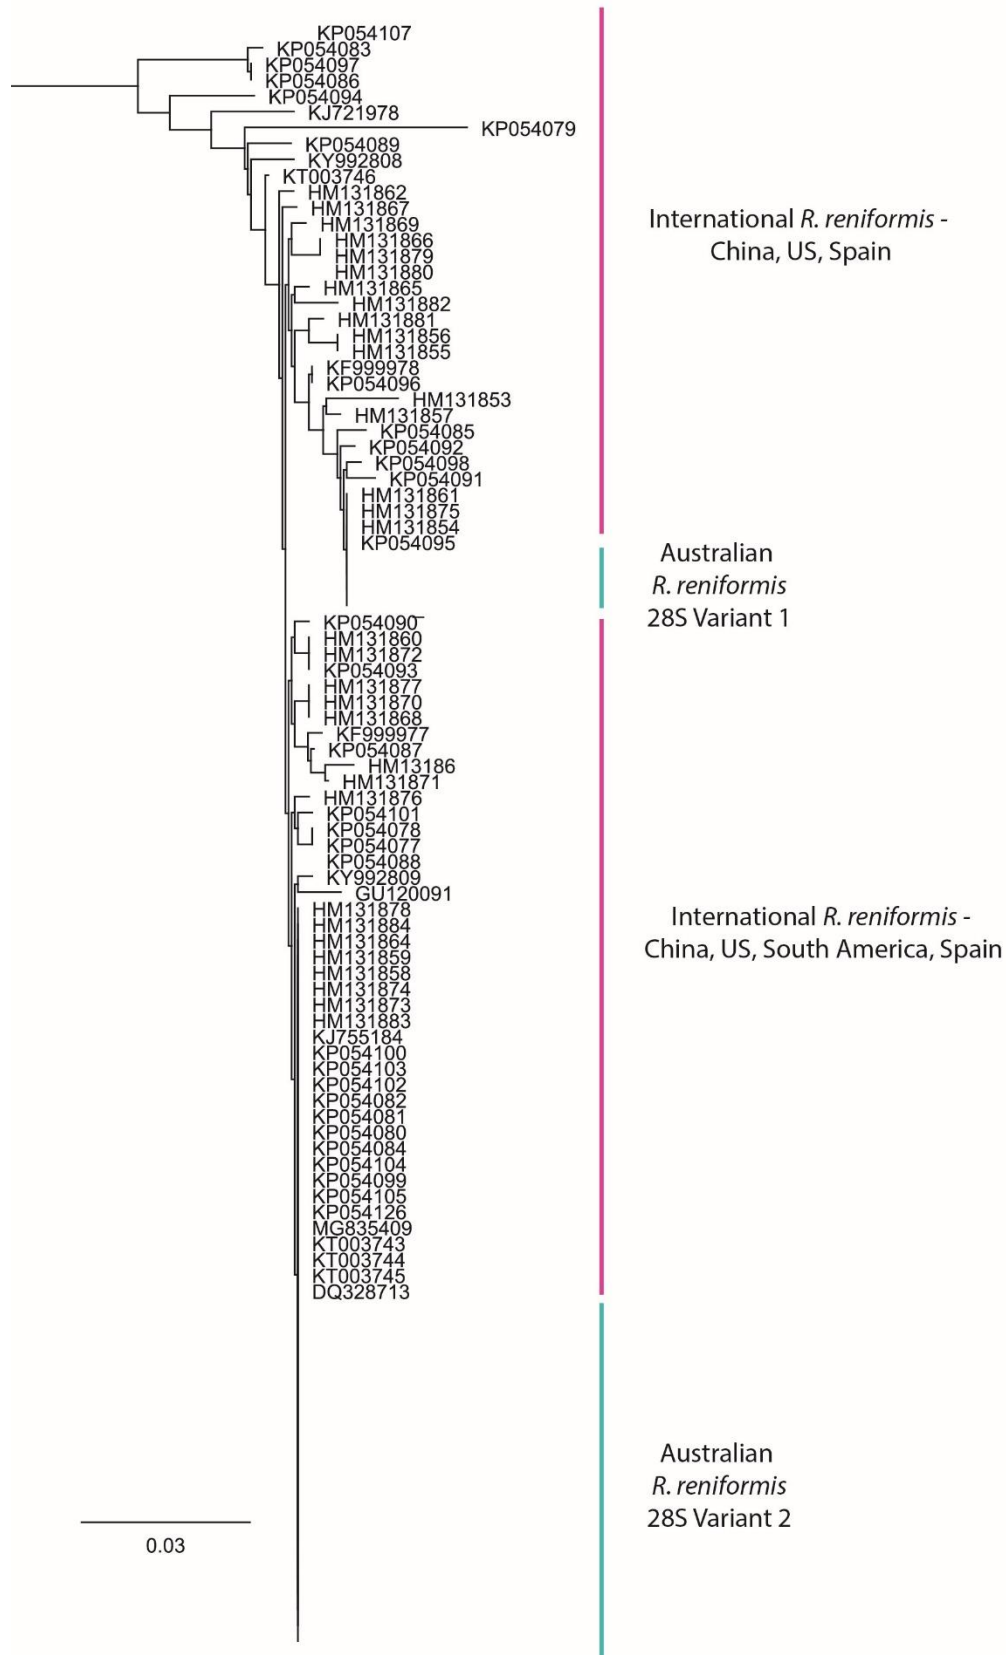 KP054107
KP054083
KP054097
KP054086
KP054094
KJ721978
KP054079
KP054089
KY992808
KT003746
HM131862
HM131867
HM131869
HM131866
HM131879
HM131880
HM131865
HM131882
HM131881
HM131856
HM131855
KF999978
KP054096
HM131853
HM131857
KP054085
KP054092
KP054098
KP054091
HM131861
HM131875
HM131854
KP054095
International R. reniformis -
China, US, Spain
Australian
R. reniformis
28S Variant 1
KP054090
HM131860
HM131872
KP054093
HM131877
HM131870
HM131868
KF999977
KP054087
HM13186
HM131871
HM131876
KP054101
KP054078
KP054077
KP054088
KY992809
GU120091
HM131878
HM131884
HM131864
HM131859
HM131858
HM131874
HM131873
HM131883
KJ755184
KP054100
KP054103
KP054102
KP054082
KP054081
KP054080
KP054084
KP054104
KP054099
KP054105
KP054126
MG835409
KT003743
KT003744
KT003745
DQ328713
International R. reniformis -
China, US, South America, Spain
Australian
R. reniformis
28S Variant 2
0.03